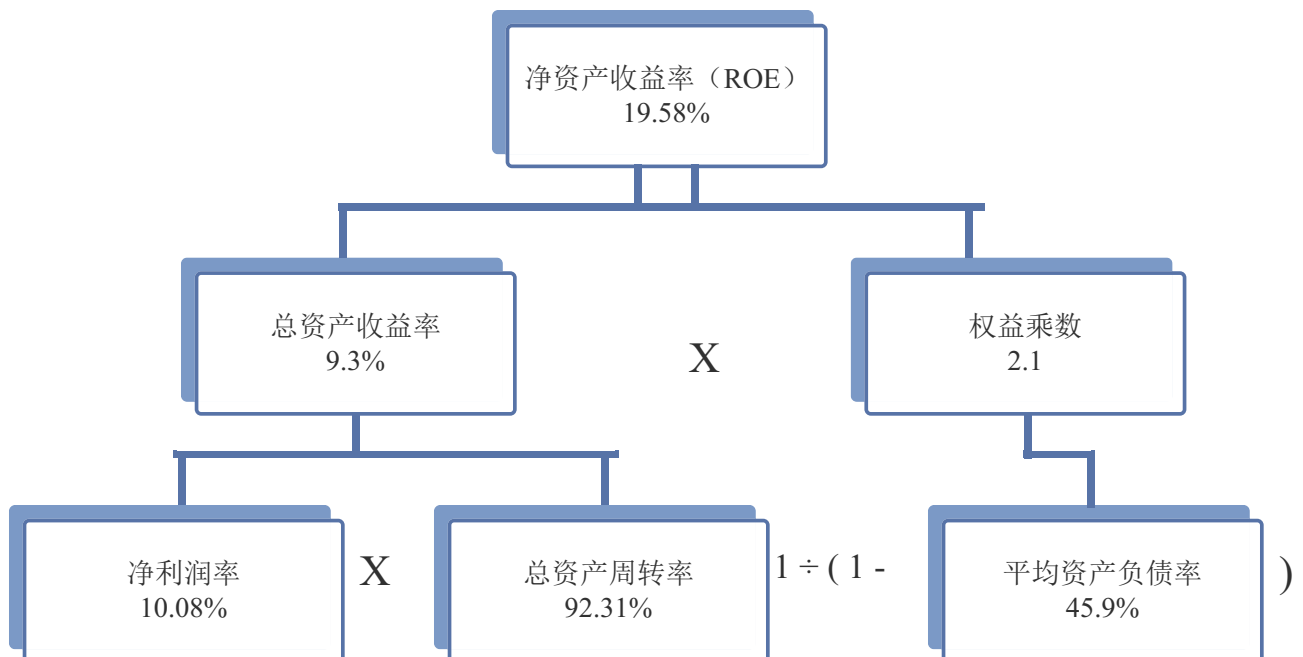 净资产收益率（ROE）
19.58%
总资产收益率
9.3%
X
权益乘数
2.1
净利润率
10.08%
X
总资产周转率
92.31%
1 ÷ ( 1 -
平均资产负债率
45.9%
)